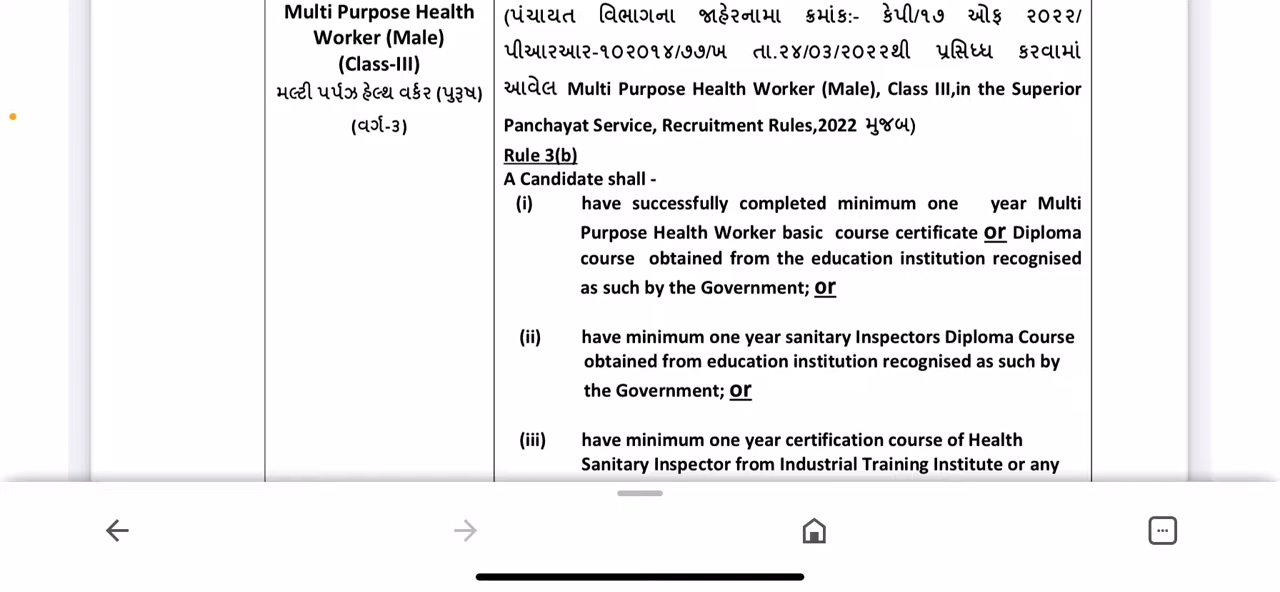 Multi Purpose Health
Worker (Male)
(Class-III)
મલ્ટી પર્પઝ હેલ્થ વર્કર (પુરૂષ)
(વર્ગ-૩)
(પંચાયત વિભાગના જાહેરનામા ક્રમાંક:- કેપી/૧૭ ઓફ ૨૦૨૨/
પીઆરઆર-૧૦૨૦૧૪/૭૭/ખ તા.૨૪/૦૩/૨૦૨૨થી પ્રસિધ્ધ કરવામાં
આવેલ Multi Purpose Health Worker (Male), Class III,in the Superior
Panchayat Service, Recruitment Rules,2022 મુજબ)
Rule 3(b)
A Candidate shall -
(i) have successfully completed minimum one year Multi
Purpose Health Worker basic course certificate or Diploma
course obtained from the education institution recognised
as such by the Government; or
(ii) have minimum one year sanitary Inspectors Diploma Course
obtained from education institution recognised as such by
the Government; or
(iii) have minimum one year certification course of Health
Sanitary Inspector from Industrial Training Institute or any